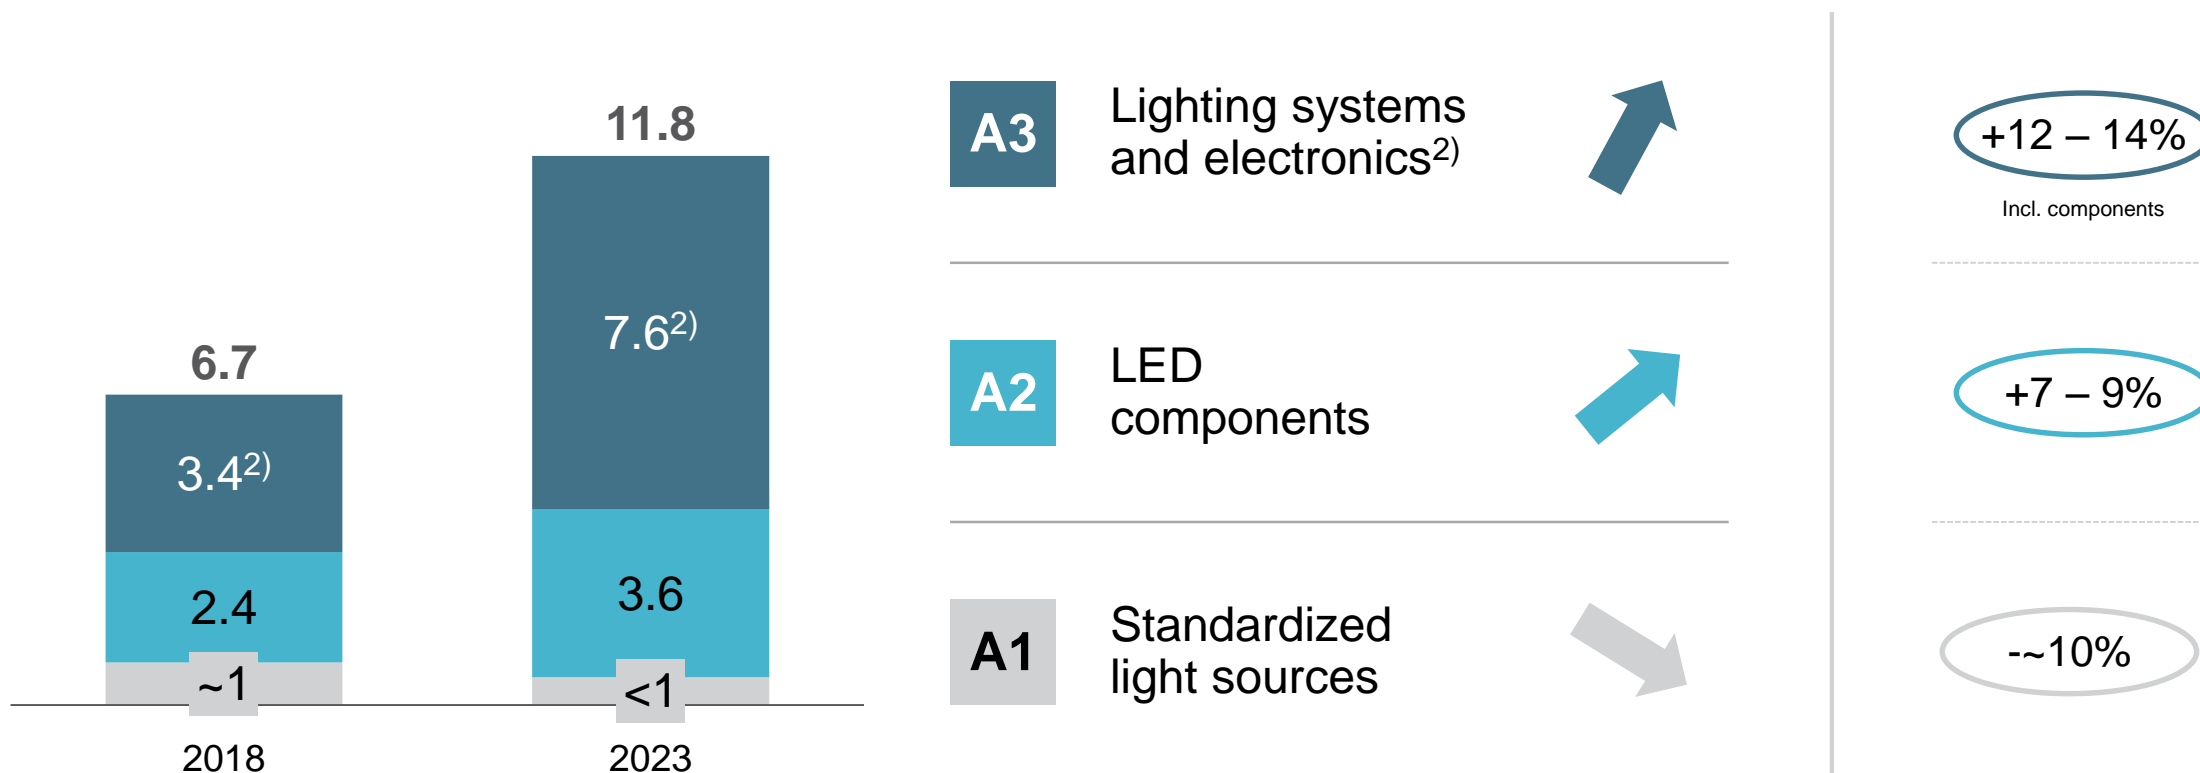 6.7
3.4²⁾
2.4
~1
2018
11.8
7.6²⁾
3.6
<1
2023
A3
Lighting systems
and electronics²⁾
+12 – 14%
Incl. components
A2
LED
components
+7 – 9%
A1
Standardized
light sources
-~10%